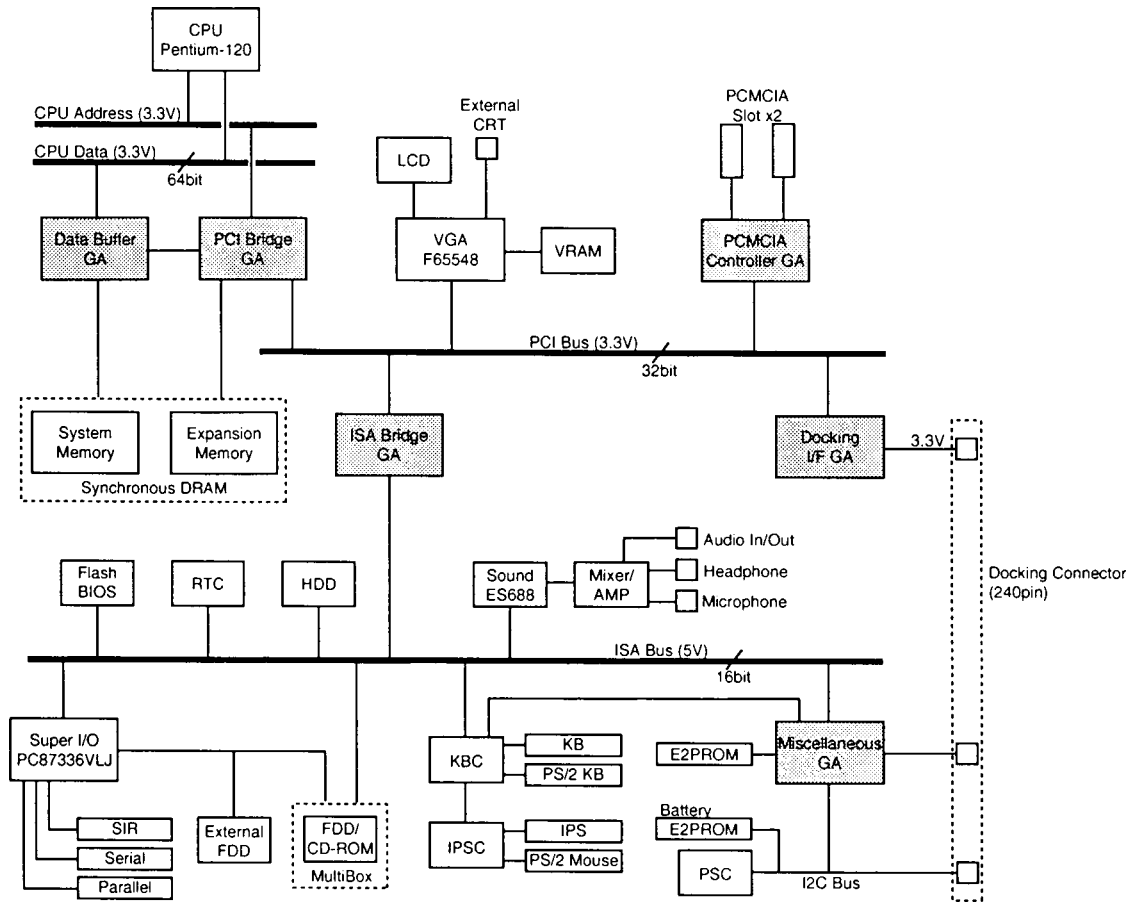 CPU
Pentium-120
CPU Address (3.3V)
CPU Data (3.3V)
64bit
External
CRT
PCMCIA
Slot x2
LCD
Data Buffer
GA
PCI Bridge
GA
VGA
F65548
VRAM
PCMCIA
Controller GA
PCI Bus (3.3V)
32bit
System
Memory
Expansion
Memory
Synchronous DRAM
ISA Bridge
GA
Docking
I/F GA
3.3V
Flash
BIOS
RTC
HDD
Sound
ES688
Mixer/
AMP
Audio In/Out
Headphone
Microphone
Docking Connector
(240pin)
ISA Bus (5V)
16bit
Super I/O
PC87336VLJ
KBC
KB
PS/2 KB
E2PROM
Miscellaneous
GA
SIR
Serial
Parallel
External
FDD
FDD/
CD-ROM
MultiBox
IPSC
IPS
PS/2 Mouse
Battery
E2PROM
PSC
I2C Bus